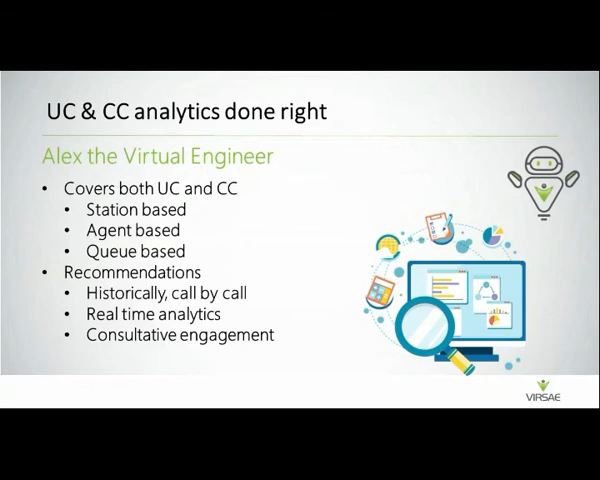 UC & CC analytics done right
Alex the Virtual Engineer
• Covers both UC and CC
• Station based
• Agent based
• Queue based
• Recommendations
• Historically, call by call
• Real time analytics
• Consultative engagement
VIRSAE